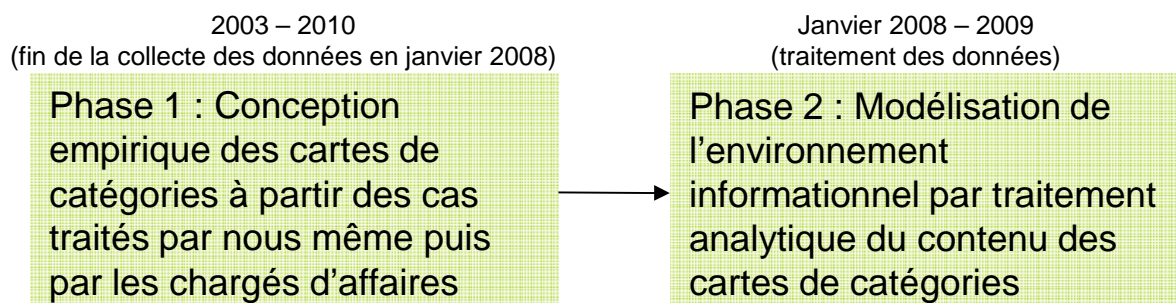 2003 – 2010
(fin de la collecte des données en janvier 2008)
Phase 1 : Conception
empirique des cartes de
catégories à partir des cas
traités par nous même puis
par les chargés d'affaires
Janvier 2008 – 2009
(traitement des données)
Phase 2 : Modélisation de
l'environnement
informationnel par traitement
analytique du contenu des
cartes de catégories